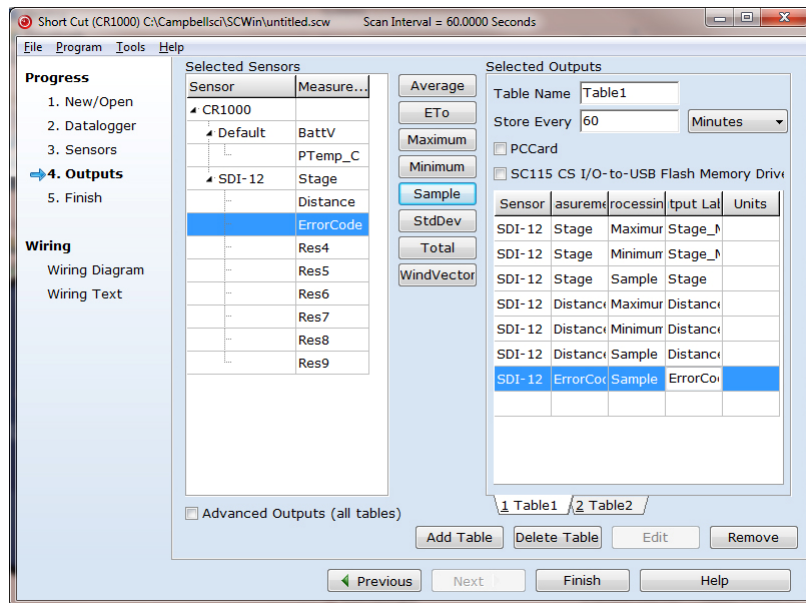 Short Cut (CR1000) C:\Campbellsci\SCWin\untitled.scw Scan Interval = 60.0000 Seconds
File Program Tools Help
Progress
1. New/Open
2. Datalogger
3. Sensors
4. Outputs
5. Finish
Wiring
Wiring Diagram
Wiring Text
Selected Sensors
Sensor Measure...
CR1000
Default BattV
PTemp_C
SDI-12 Stage
Distance
ErrorCode
Res4
Res5
Res6
Res7
Res8
Res9
Advanced Outputs (all tables)
Average
ETo
Maximum
Minimum
Sample
StdDev
Total
WindVector
Selected Outputs
Table Name Table1
Store Every 60 Minutes
PCCard
SC115 CS I/O-to-USB Flash Memory Drive
Sensor asureme rocessin tput Lal Units
SDI-12 Stage Maximur Stage_M
SDI-12 Stage Minimum Stage_M
SDI-12 Stage Sample Stage
SDI-12 Distance Maximur Distance
SDI-12 Distance Minimum Distance
SDI-12 Distance Sample Distance
SDI-12 ErrorCod Sample ErrorCod
1 Table1 2 Table2
Add Table Delete Table Edit Remove
Previous Next Finish Help